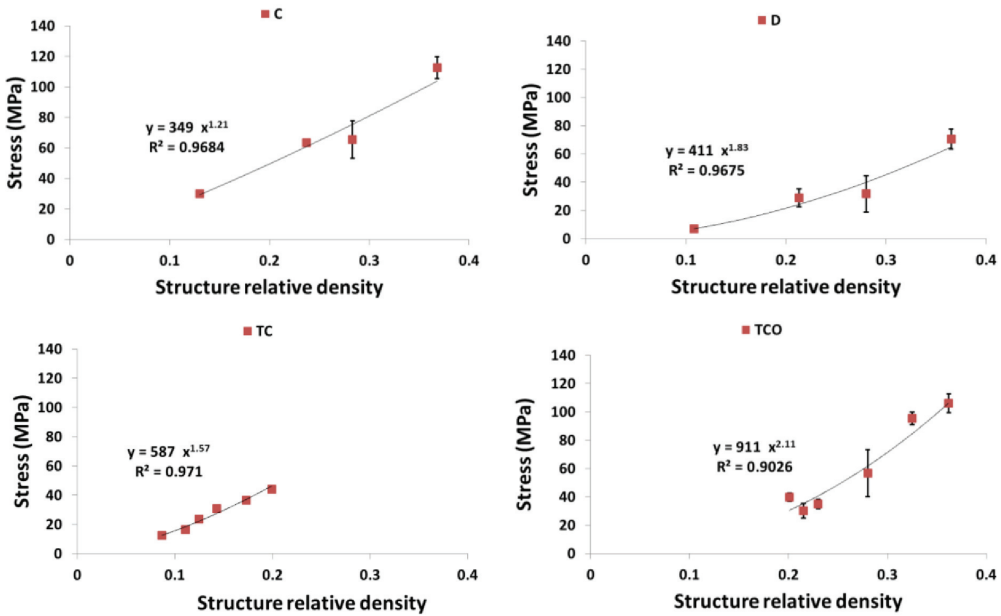 C
Stress (MPa)
140
120
100
80
60
40
20
0
y = 349 x^1.21
R² = 0.9684
0 0.1 0.2 0.3 0.4
Structure relative density
D
Stress (MPa)
140
120
100
80
60
40
20
0
y = 411 x^1.83
R² = 0.9675
0 0.1 0.2 0.3 0.4
Structure relative density
TC
Stress (MPa)
140
120
100
80
60
40
20
0
y = 587 x^1.57
R² = 0.971
0 0.1 0.2 0.3 0.4
Structure relative density
TCO
Stress (MPa)
140
120
100
80
60
40
20
0
y = 911 x^2.11
R² = 0.9026
0 0.1 0.2 0.3 0.4
Structure relative density